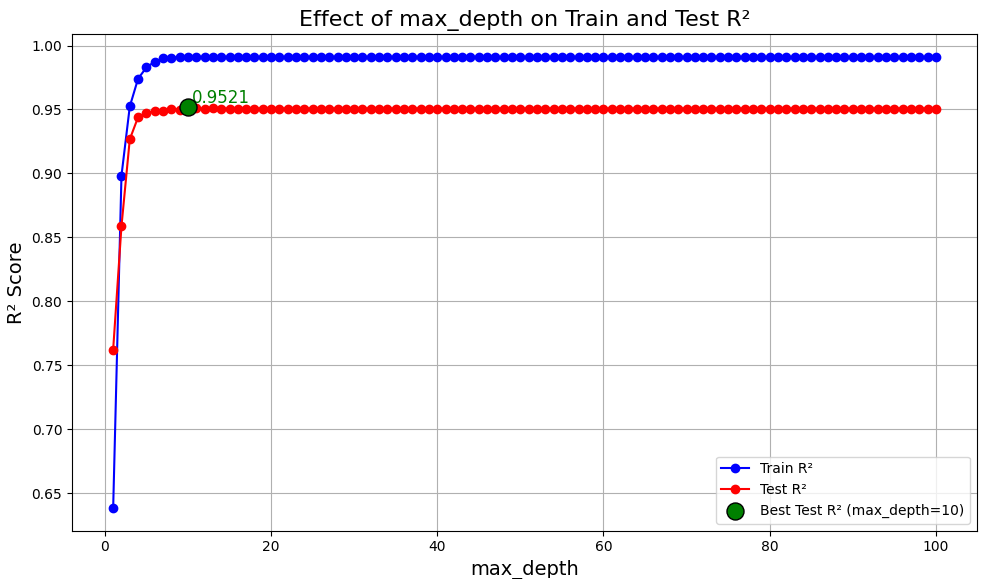 Effect of max_depth on Train and Test R²
1.00
0.95
0.90
0.85
0.80
0.75
0.70
0.65
R² Score
0.9521
0
20
40
60
80
100
max_depth
Train R²
Test R²
Best Test R² (max_depth=10)